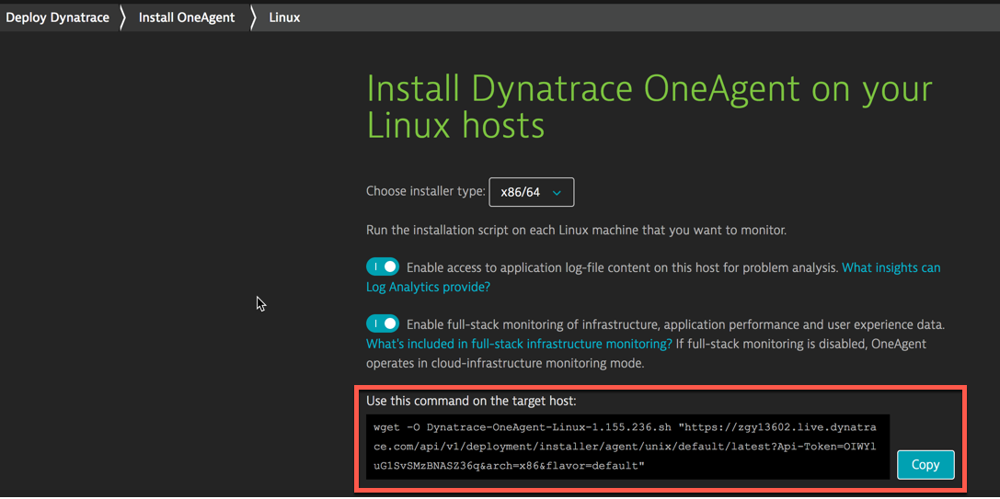 Deploy Dynatrace Install OneAgent Linux
Install Dynatrace OneAgent on your
Linux hosts
Choose installer type: x86/64
Run the installation script on each Linux machine that you want to monitor.
Enable access to application log-file content on this host for problem analysis. What insights can
Log Analytics provide?
Enable full-stack monitoring of infrastructure, application performance and user experience data.
What's included in full-stack infrastructure monitoring? If full-stack monitoring is disabled, OneAgent
operates in cloud-infrastructure monitoring mode.
Use this command on the target host:
wget -O Dynatrace-OneAgent-Linux-1.155.236.sh "https://zgy13602.live.dynatra
ce.com/api/v1/deployment/installer/agent/unix/default/latest?Api-Token=OIWYl
uG1SvSMzBNASZ36q&arch=x86&flavor=default"
Copy